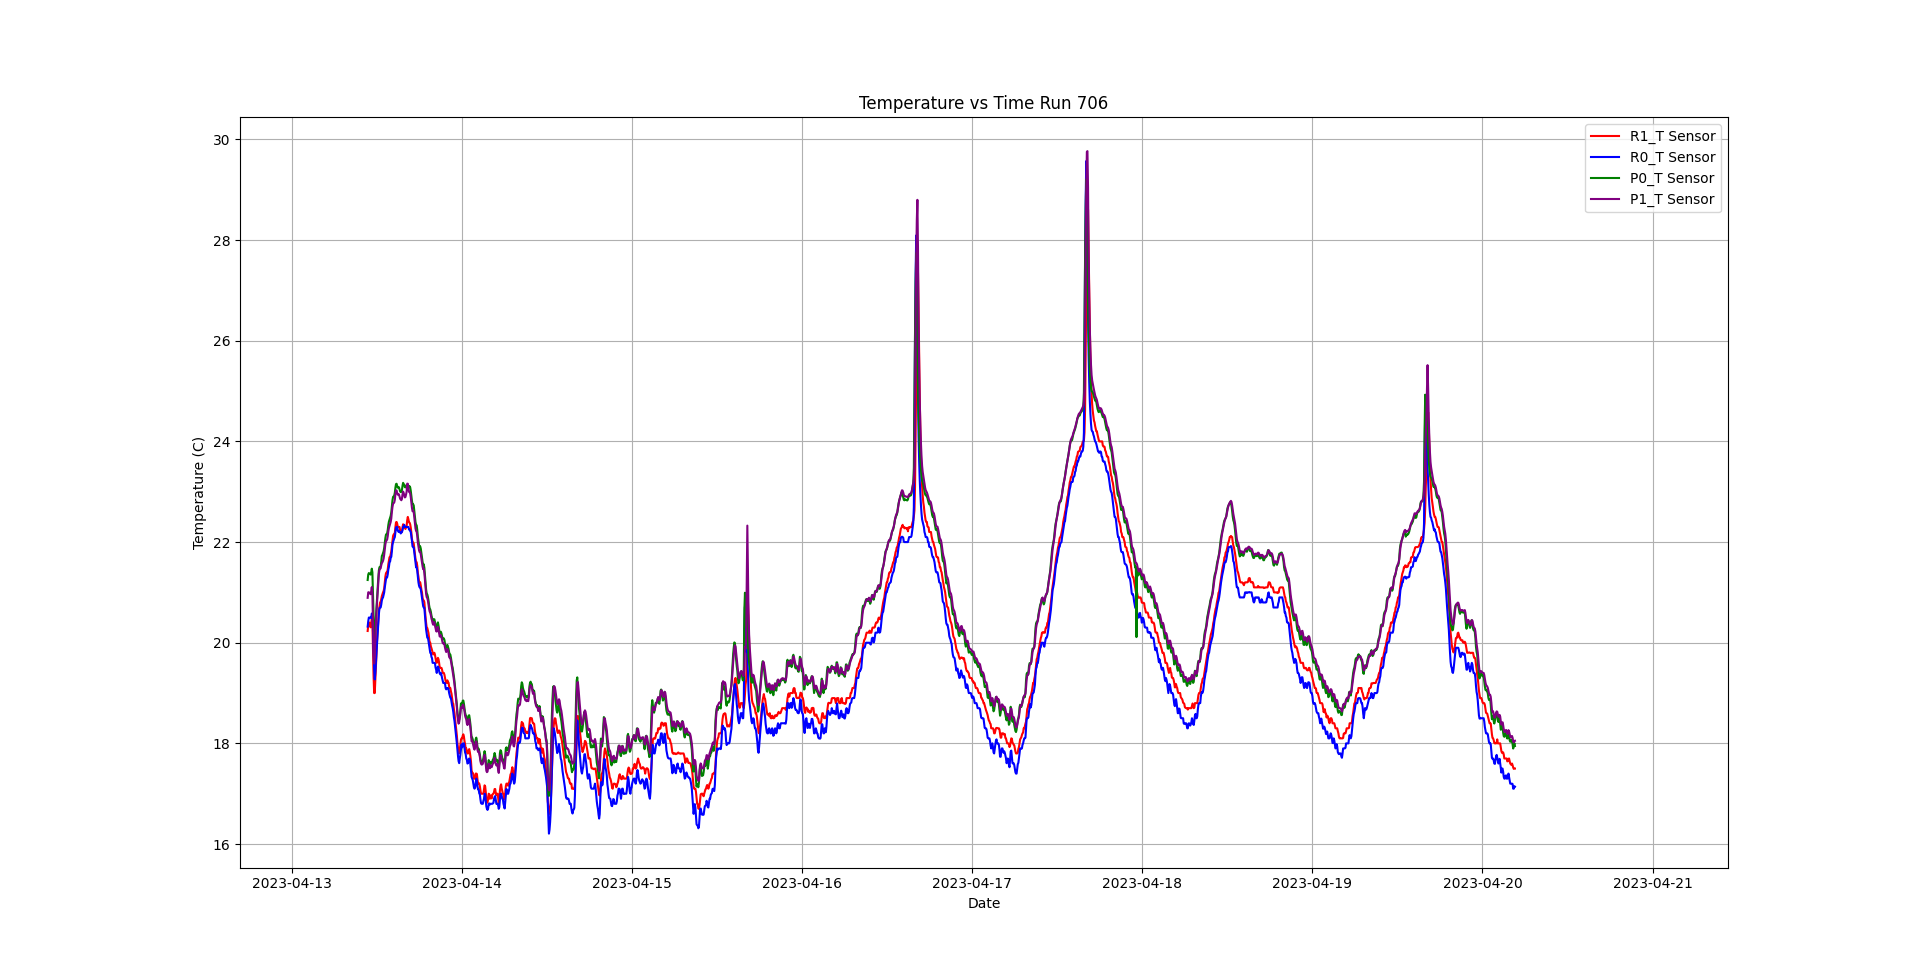 Temperature vs Time Run 706
R1_T Sensor
R0_T Sensor
P0_T Sensor
P1_T Sensor
Temperature (C)
30
28
26
24
22
20
18
16
2023-04-13
2023-04-14
2023-04-15
2023-04-16
2023-04-17
2023-04-18
2023-04-19
2023-04-20
2023-04-21
Date